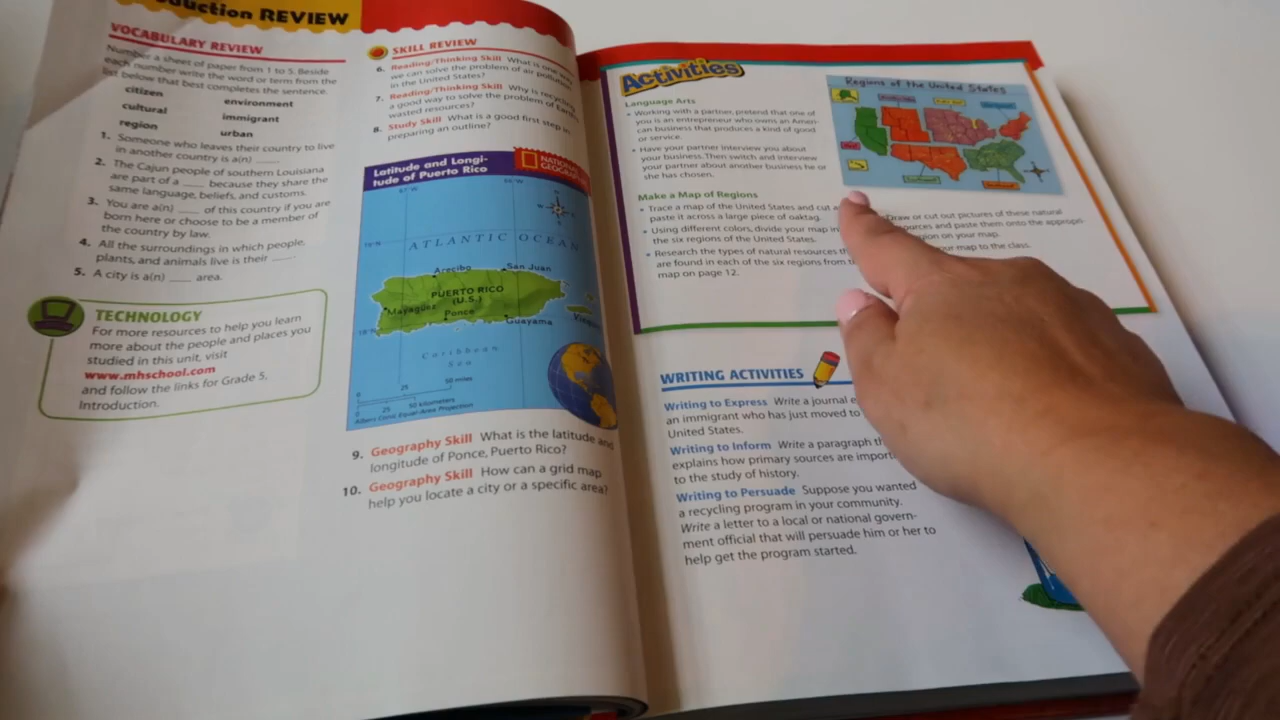 duction REVIEW
VOCABULARY REVIEW
Number a sheet of paper from 1 to 5. Beside
each number write the word or term from the
list below that best completes the sentence.
citizen environment
cultural immigrant
region urban
1. Someone who leaves their country to live
in another country is a(n) ____
2. The Cajun people of southern Louisiana
are part of a ____ because they share the
same language, beliefs, and customs.
3. You are a(n) ____ of this country if you are
born here or choose to be a member of
the country by law.
4. All the surroundings in which people,
plants, and animals live is their ____.
5. A city is a(n) ____ area.
TECHNOLOGY
For more resources to help you learn
more about the people and places you
studied in this unit, visit
www.mhschool.com
and follow the links for Grade 5,
Introduction.
SKILL REVIEW
6. Reading/Thinking Skill What is one way
we can solve the problem of air pollution
in the United States?
7. Reading/Thinking Skill Why is recycling
a good way to solve the problem of Earth's
wasted resources?
8. Study Skill What is a good first step in
preparing an outline?
Latitude and Longi-
tude of Puerto Rico
NATIONAL
GEOGRAPHIC
67°W 66°W
N
ATLANTIC OCEAN
Arecibo San Juan
PUERTO RICO
(U.S.)
Mayagüez
Ponce
Guayama
18°N
Caribbean
Sea
0 25 50 miles
0 25 50 kilometers
Albers Conic Equal-Area Projection
9. Geography Skill What is the latitude and
longitude of Ponce, Puerto Rico?
10. Geography Skill How can a grid map
help you locate a city or a specific area?
Activities
Language Arts
• Working with a partner, pretend that one of
you is an entrepreneur who owns an Ameri-
can business that produces a kind of good
or service.
• Have your partner interview you about
your business. Then switch and interview
your partner about another business he or
she has chosen.
Regions of the United States
Make a Map of Regions
• Trace a map of the United States and cut a
paste it across a large piece of oaktag.
• Using different colors, divide your map in
the six regions of the United States.
• Research the types of natural resources th
are found in each of the six regions from t
map on page 12.
Draw or cut out pictures of these natural
ources and paste them onto the appropri-
egion on your map.
your map to the class.
WRITING ACTIVITIES
Writing to Express Write a journal e
an immigrant who has just moved to
United States.
Writing to Inform Write a paragraph th
explains how primary sources are import
to the study of history.
Writing to Persuade Suppose you wanted
a recycling program in your community.
Write a letter to a local or national govern-
ment official that will persuade him or her to
help get the program started.